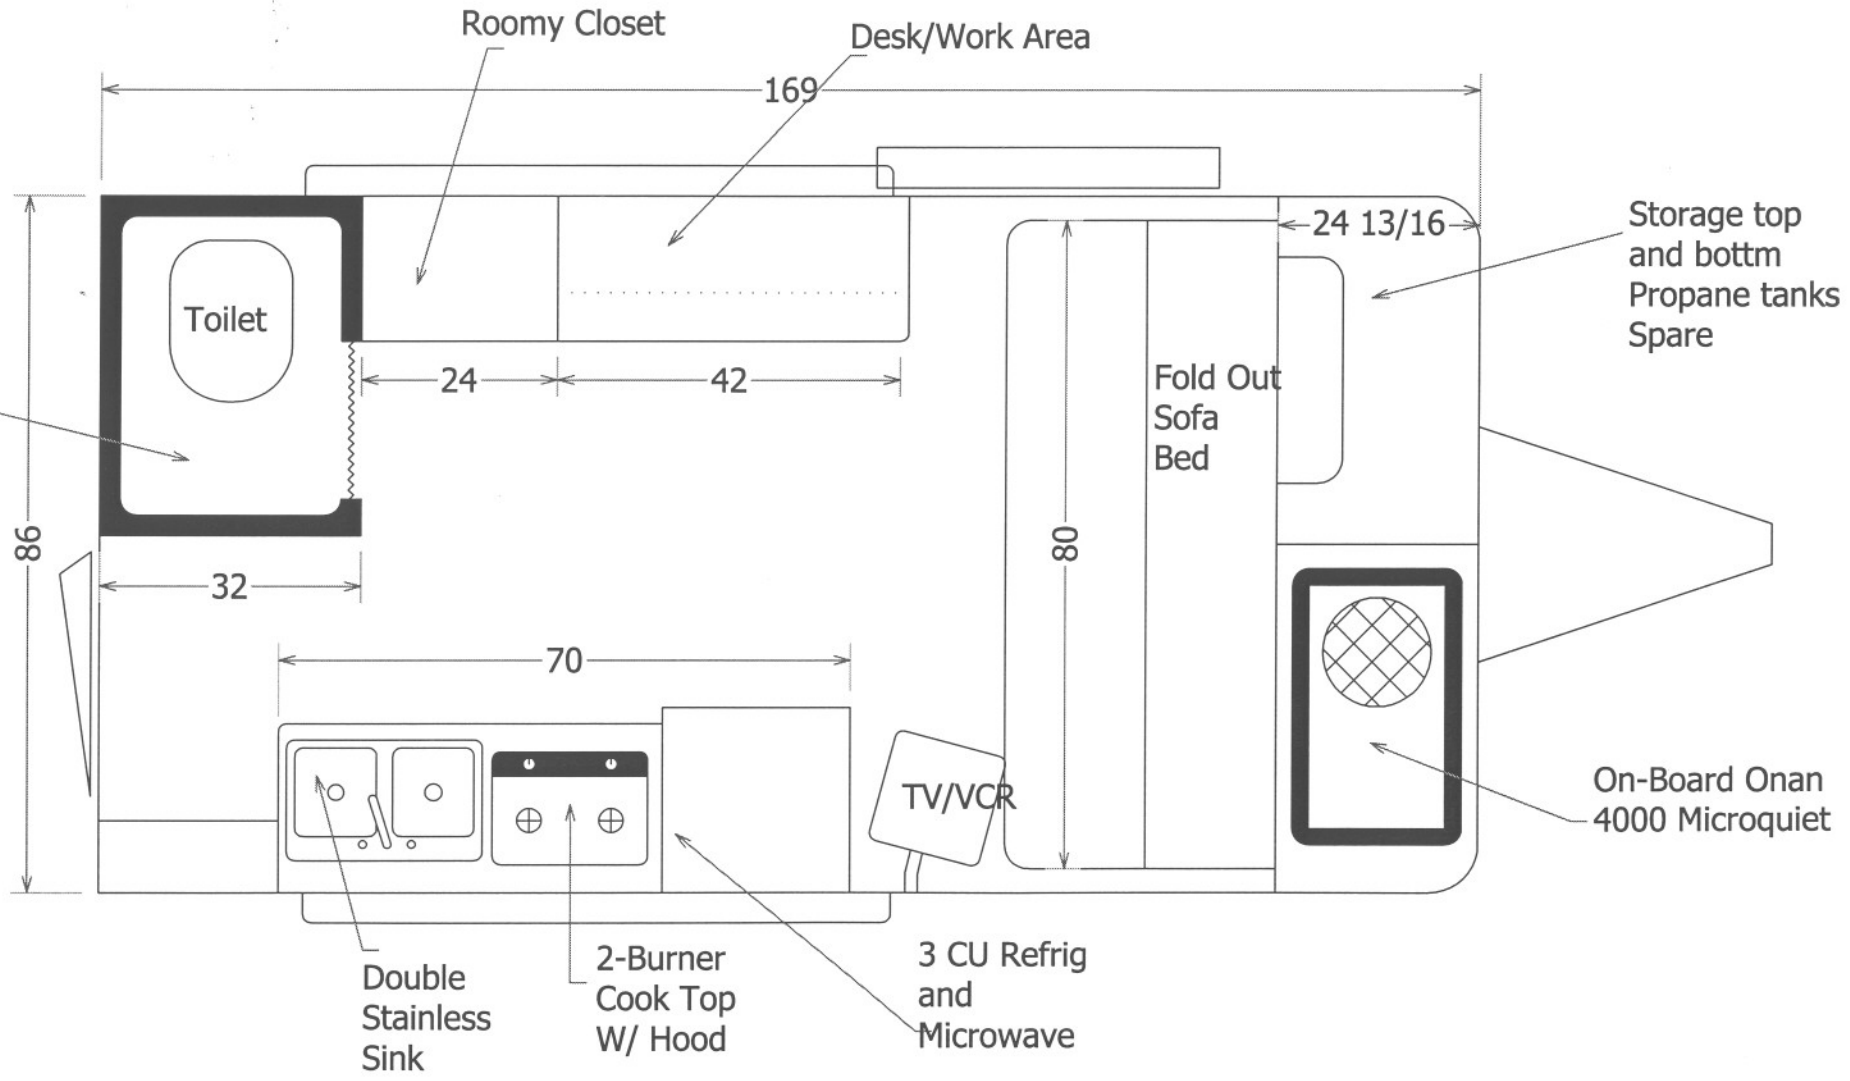 Roomy Closet
Desk/Work Area
169
24 13/16
Storage top
and bottm
Propane tanks
Spare
Toilet
24
42
Fold Out
Sofa
Bed
86
80
32
70
TV/VCR
On-Board Onan
4000 Microquiet
Double
Stainless
Sink
2-Burner
Cook Top
W/ Hood
3 CU Refrig
and
Microwave